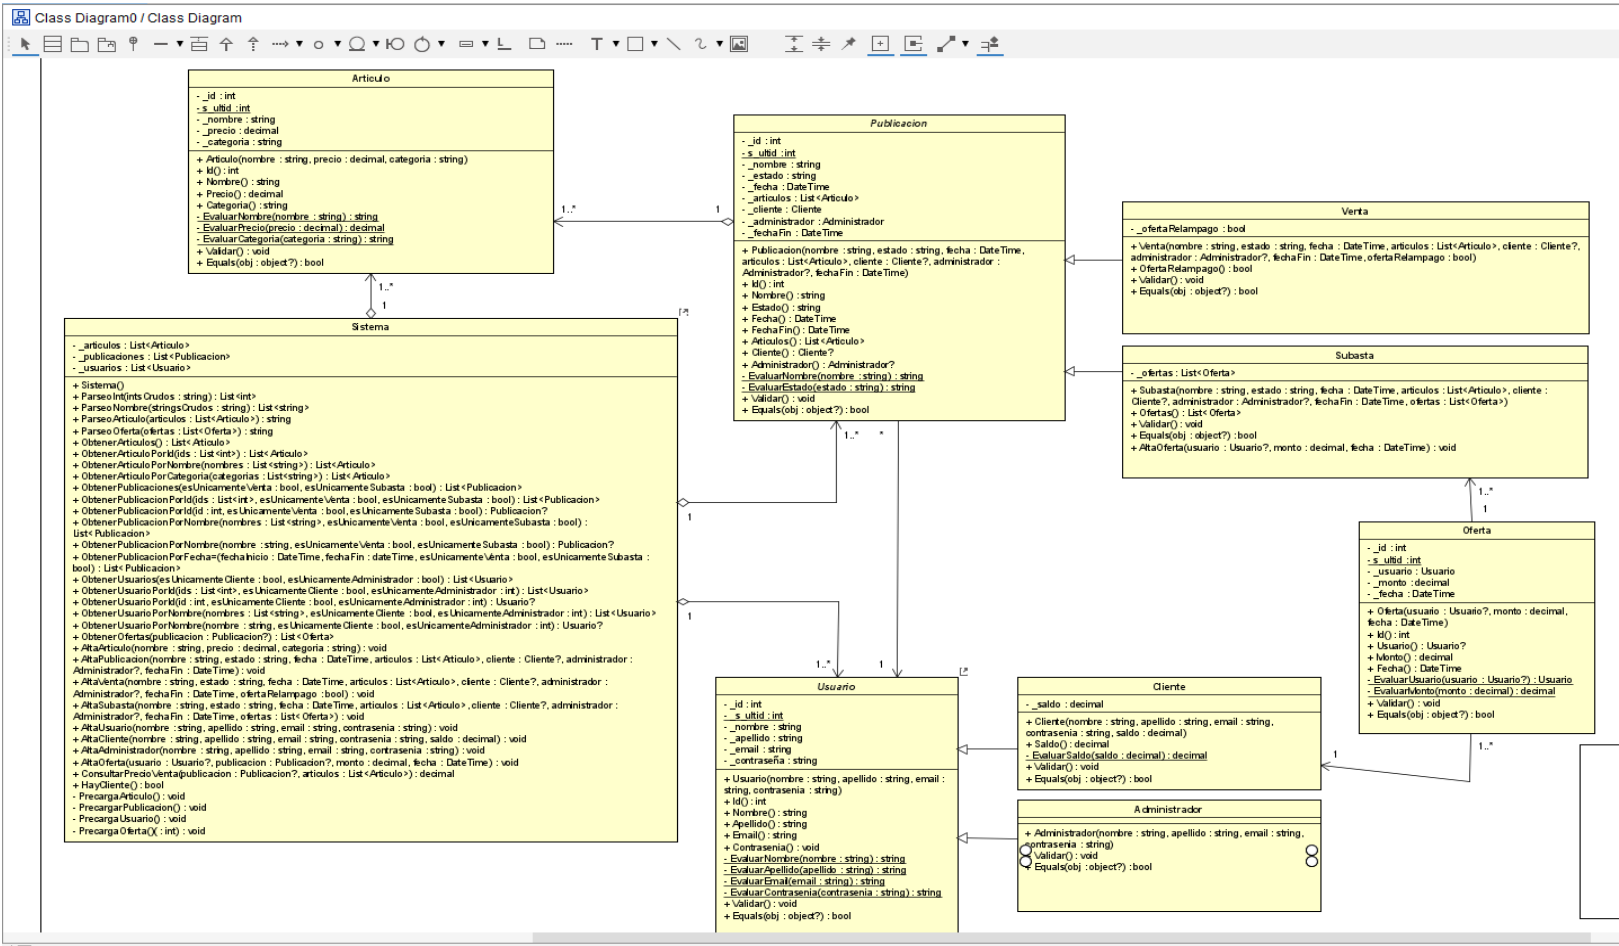 Class Diagram0 / Class Diagram
Articulo
- _id : int
- s_ultid : int
- _nombre : string
- _precio : decimal
- _categoria : string
+ Articulo(nombre : string, precio : decimal, categoria : string)
+ Id() : int
+ Nombre() : string
+ Precio() : decimal
+ Categoria() : string
- EvaluarNombre(nombre : string) : string
- EvaluarPrecio(precio : decimal) : decimal
- EvaluarCategoria(categoria : string) : string
+ Validar() : void
+ Equals(obj : object?) : bool
1..*
1
1..*
1
Publicacion
- _id : int
- s_ultid : int
- _nombre : string
- _estado : string
- _fecha : DateTime
- _articulos : List<Articulo>
- _cliente : Cliente
- _administrador : Administrador
- _fechaFin : DateTime
+ Publicacion(nombre : string, estado : string, fecha : DateTime,
articulos : List<Articulo>, cliente : Cliente?, administrador :
Administrador?, fechaFin : DateTime)
+ Id() : int
+ Nombre() : string
+ Estado() : string
+ Fecha() : DateTime
+ FechaFin() : DateTime
+ Articulos() : List<Articulo>
+ Cliente() : Cliente?
+ Administrador() : Administrador?
- EvaluarNombre(nombre : string) : string
- EvaluarEstado(estado : string) : string
+ Validar() : void
+ Equals(obj : object?) : bool
Venta
- _ofertaRelampago : bool
+ Venta(nombre : string, estado : string, fecha : DateTime, articulos : List<Articulo>, cliente : Cliente?,
administrador : Administrador?, fechaFin : DateTime, ofertaRelampago : bool)
+ OfertaRelampago() : bool
+ Validar() : void
+ Equals(obj : object?) : bool
Subasta
- _ofertas : List<Oferta>
+ Subasta(nombre : string, estado : string, fecha : DateTime, articulos : List<Articulo>, cliente :
Cliente?, administrador : Administrador?, fechaFin : DateTime, ofertas : List<Oferta>)
+ Ofertas() : List<Oferta>
+ Validar() : void
+ Equals(obj : object?) : bool
+ AltaOferta(usuario : Usuario?, monto : decimal, fecha : DateTime) : void
Sistema
- _articulos : List<Articulo>
- _publicaciones : List<Publicacion>
- _usuarios : List<Usuario>
+ Sistema()
+ ParseoInt(intsCrudos : string) : List<int>
+ ParseoNombre(stringsCrudos : string) : List<string>
+ ParseoArticulo(articulos : List<Articulo>) : string
+ ParseoOferta(ofertas : List<Oferta>) : string
+ ObtenerArticulos() : List<Articulo>
+ ObtenerArticuloPorId(ids : List<int>) : List<Articulo>
+ ObtenerArticuloPorNombre(nombres : List<string>) : List<Articulo>
+ ObtenerArticuloPorCategoria(categorias : List<string>) : List<Articulo>
+ ObtenerPublicaciones(esUnicamenteVenta : bool, esUnicamenteSubasta : bool) : List<Publicacion>
+ ObtenerPublicacionPorId(ids : List<int>, esUnicamenteVenta : bool, esUnicamenteSubasta : bool) : List<Publicacion>
+ ObtenerPublicacionPorId(id : int, esUnicamenteVenta : bool, esUnicamenteSubasta : bool) : Publicacion?
+ ObtenerPublicacionPorNombre(nombres : List<string>, esUnicamenteVenta : bool, esUnicamenteSubasta : bool) :
List<Publicacion>
+ ObtenerPublicacionPorNombre(nombre : string, esUnicamenteVenta : bool, esUnicamenteSubasta : bool) : Publicacion?
+ ObtenerPublicacionPorFecha=(fechaInicio : DateTime, fechaFin : dateTime, esUnicamenteVenta : bool, esUnicamenteSubasta :
bool) : List<Publicacion>
+ ObtenerUsuarios(esUnicamenteCliente : bool, esUnicamenteAdministrador : bool) : List<Usuario>
+ ObtenerUsuarioPorId(ids : List<int>, esUnicamenteCliente : bool, esUnicamenteAdministrador : int) : List<Usuario>
+ ObtenerUsuarioPorId(id : int, esUnicamenteCliente : bool, esUnicamenteAdministrador : int) : Usuario?
+ ObtenerUsuarioPorNombre(nombres : List<string>, esUnicamenteCliente : bool, esUnicamenteAdministrador : int) : List<Usuario>
+ ObtenerUsuarioPorNombre(nombre : string, esUnicamenteCliente : bool, esUnicamenteAdministrador : int) : Usuario?
+ ObtenerOfertas(publicacion : Publicacion?) : List<Oferta>
+ AltaArticulo(nombre : string, precio : decimal, categoria : string) : void
+ AltaPublicacion(nombre : string, estado : string, fecha : DateTime, articulos : List<Articulo>, cliente : Cliente?, administrador :
Administrador?, fechaFin : DateTime) : void
+ AltaVenta(nombre : string, estado : string, fecha : DateTime, articulos : List<Articulo>, cliente : Cliente?, administrador :
Administrador?, fechaFin : DateTime, ofertaRelampago : bool) : void
+ AltaSubasta(nombre : string, estado : string, fecha : DateTime, articulos : List<Articulo>, cliente : Cliente?, administrador :
Administrador?, fechaFin : DateTime, ofertas : List<Oferta>) : void
+ AltaUsuario(nombre : string, apellido : string, email : string, contrasenia : string) : void
+ AltaCliente(nombre : string, apellido : string, email : string, contrasenia : string, saldo : decimal) : void
+ AltaAdministrador(nombre : string, apellido : string, email : string, contrasenia : string) : void
+ AltaOferta(usuario : Usuario?, publicacion : Publicacion?, monto : decimal, fecha : DateTime) : void
+ ConsultarPrecioVenta(publicacion : Publicacion?, articulos : List<Articulo>) : decimal
+ HayCliente() : bool
- PrecargaArticulo() : void
- PrecargarPublicacion() : void
- PrecargaUsuario() : void
- PrecargaOferta()( : int) : void
1..*
*
1
1
1..*
1
1..*
1
Usuario
- _id : int
- _s_ultid : int
- _nombre : string
- _apellido : string
- _email : string
- _contraseña : string
+ Usuario(nombre : string, apellido : string, email :
string, contrasenia : string)
+ Id() : int
+ Nombre() : string
+ Apellido() : string
+ Email() : string
+ Contrasenia() : void
- EvaluarNombre(nombre : string) : string
- EvaluarApellido(apellido : string) : string
- EvaluarEmail(email : string) : string
- EvaluarContrasenia(contrasenia : string) : string
+ Validar() : void
+ Equals(obj : object?) : bool
Cliente
- _saldo : decimal
+ Cliente(nombre : string, apellido : string, email : string,
contrasenia : string, saldo : decimal)
+ Saldo() : decimal
- EvaluarSaldo(saldo : decimal) : decimal
+ Validar() : void
+ Equals(obj : object?) : bool
Administrador
+ Administrador(nombre : string, apellido : string, email : string,
contrasenia : string)
Validar() : void
+ Equals(obj : object?) : bool
Oferta
- _id : int
- s_ultid : int
- _usuario : Usuario
- _monto : decimal
- _fecha : DateTime
+ Oferta(usuario : Usuario?, monto : decimal,
fecha : DateTime)
+ Id() : int
+ Usuario() : Usuario?
+ Monto() : decimal
+ Fecha() : DateTime
- EvaluarUsuario(usuario : Usuario?) : Usuario
- EvaluarMonto(monto : decimal) : decimal
+ Validar() : void
+ Equals(obj : object?) : bool
1..*
1